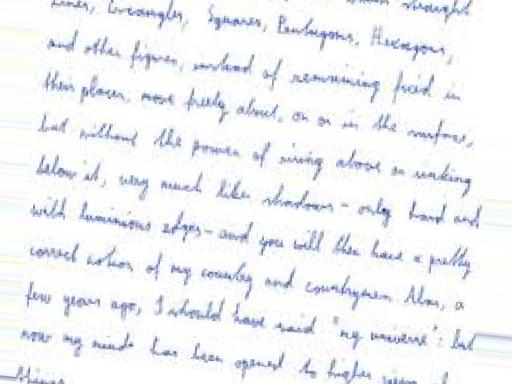 straight
Lines, Triangles, Squares, Pentagons, Hexagons,
and other figures, instead of remaining fixed in
their places, move freely about, on or in the surface,
but without the power of rising above or sinking
below it, very much like shadows - only hard and
with luminous edges - and you will then have a pretty
correct notion of my country and countrymen. Alas, a
few years ago, I should have said "my universe": but
now my mind has been opened to higher views
things